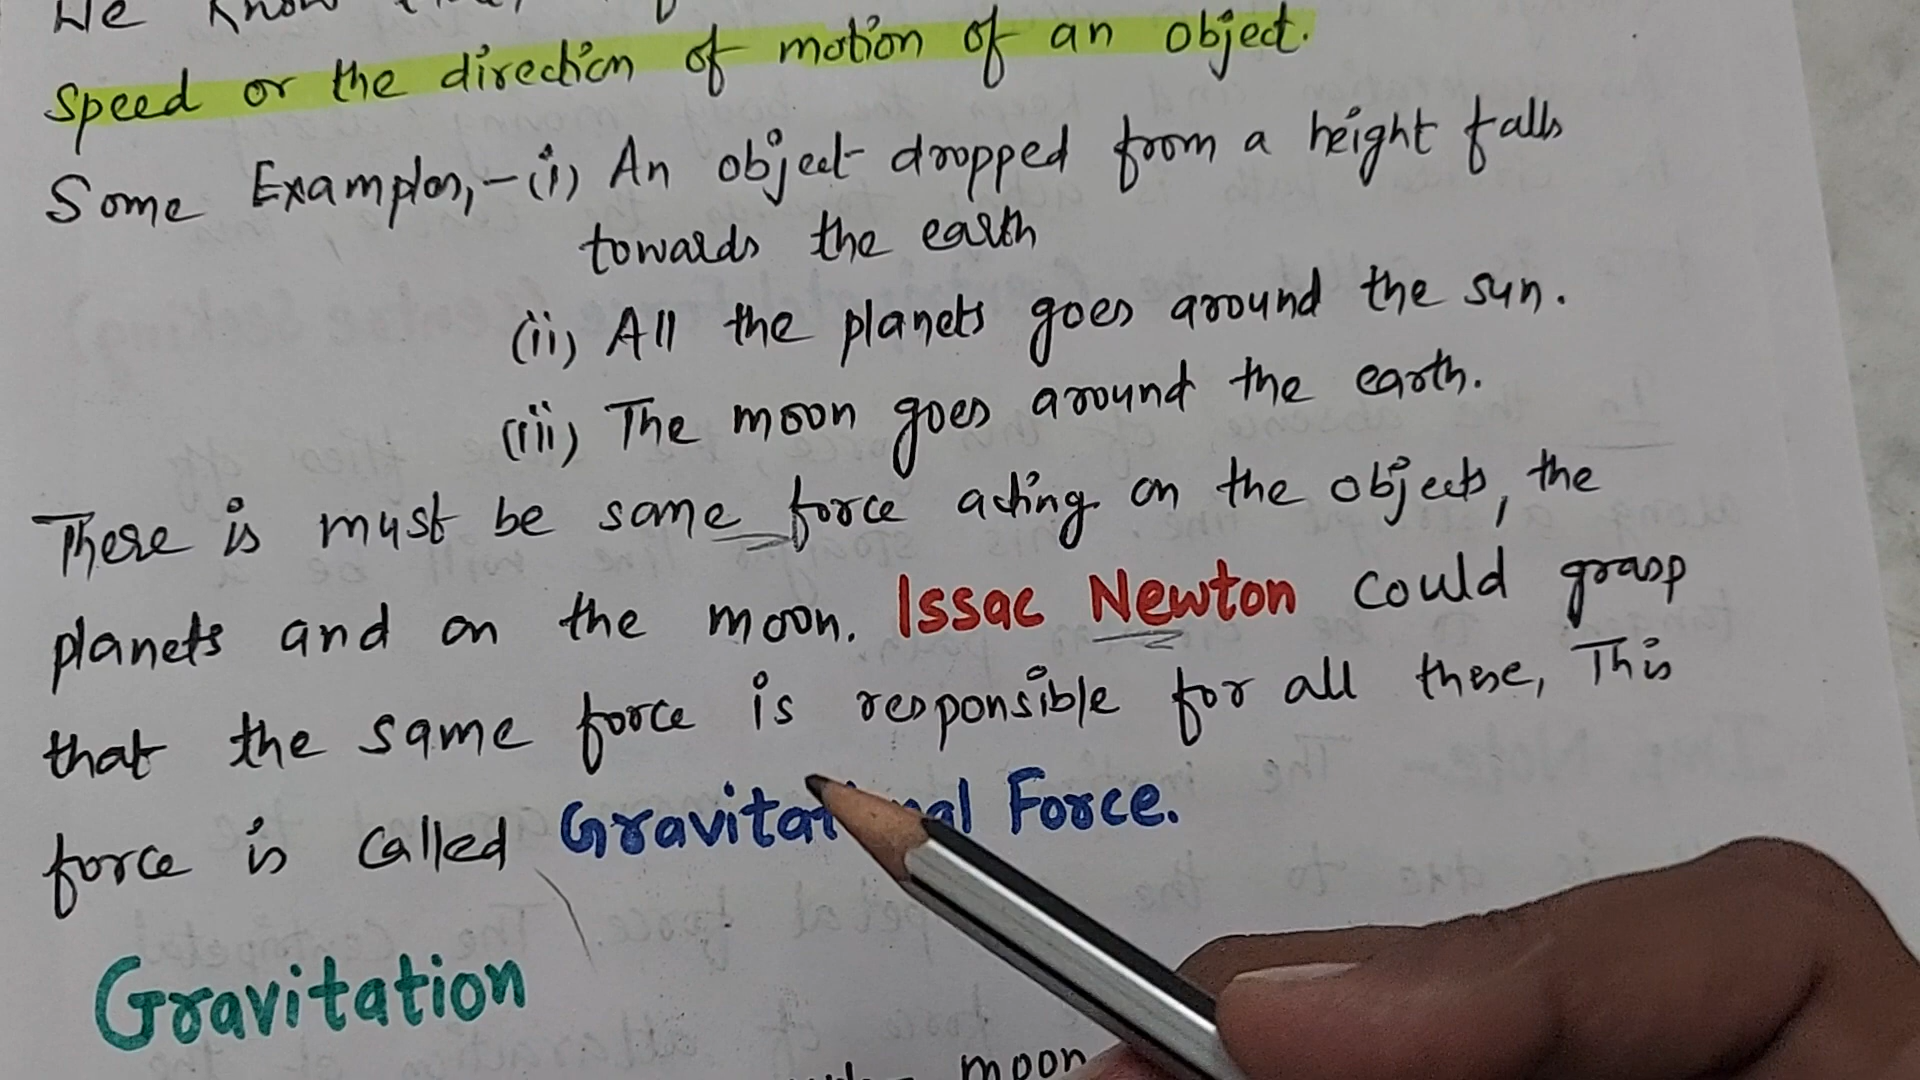 We know
Speed or the direction of motion of an object.
Some Examples,- (i) An object dropped from a height falls
towards the earth
(ii) All the planets goes around the sun.
(iii) The moon goes around the earth.
There is must be some force acting on the objects, the
planets and on the moon. Issac Newton could grasp
that the same force is responsible for all these, This
force is called Gravitational Force.
Gravitation
moon